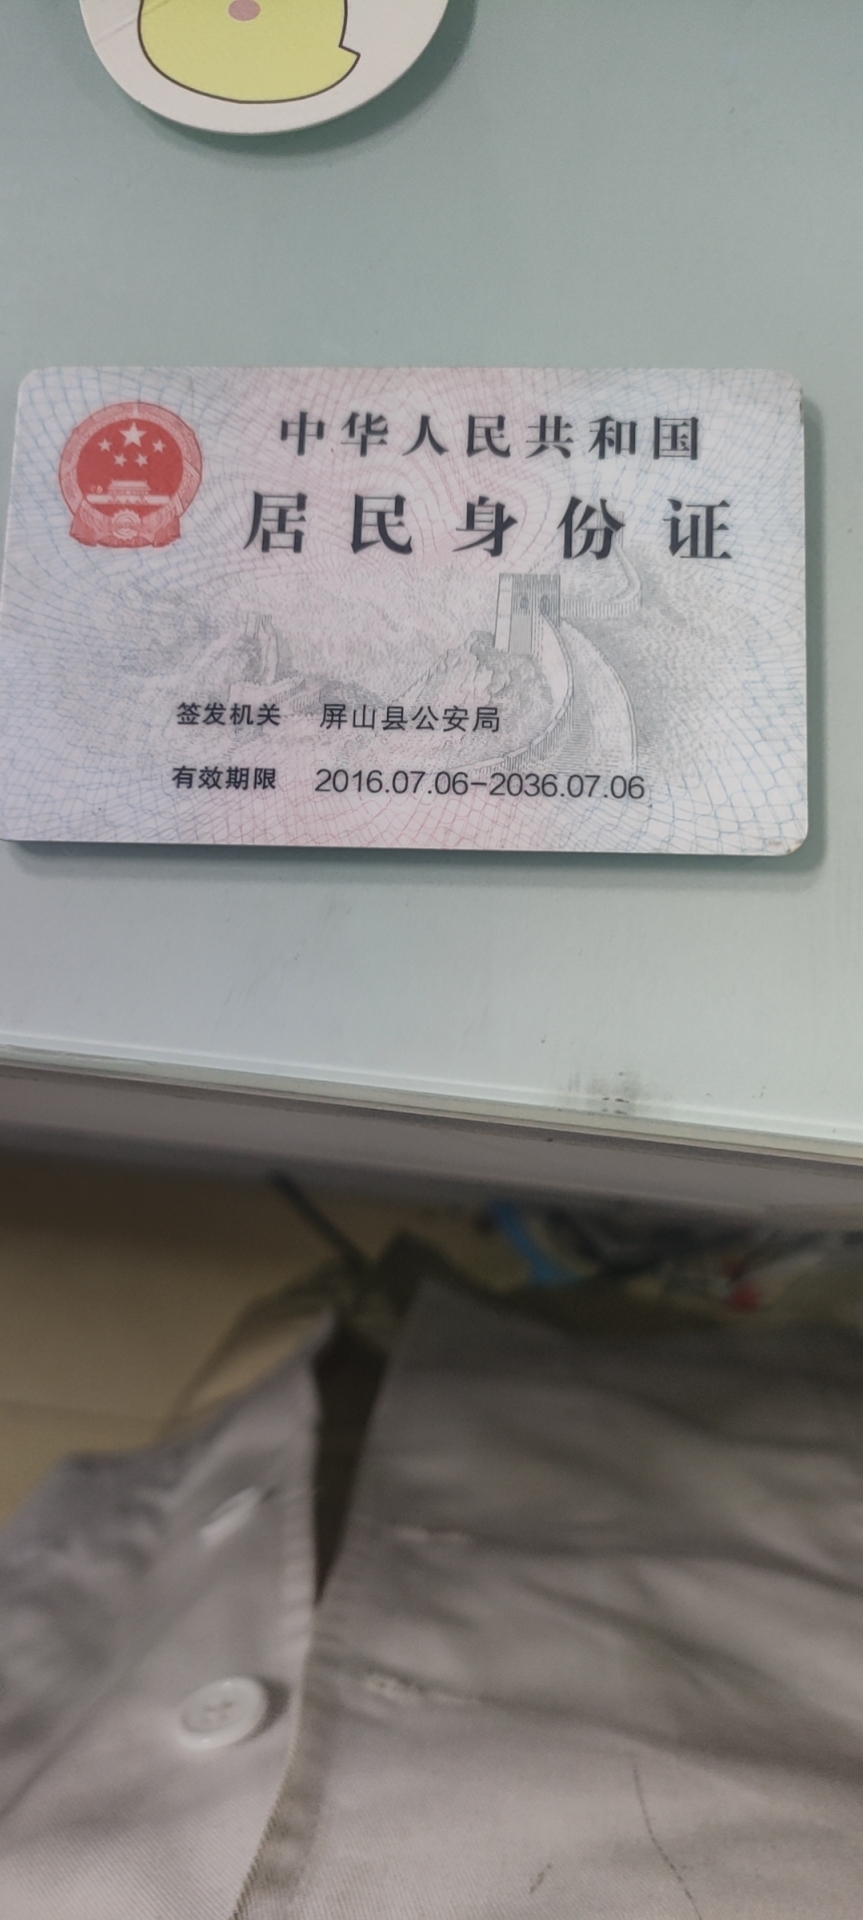 中华人民共和国
居民身份证
签发机关 屏山县公安局
有效期限 2016.07.06-2036.07.06